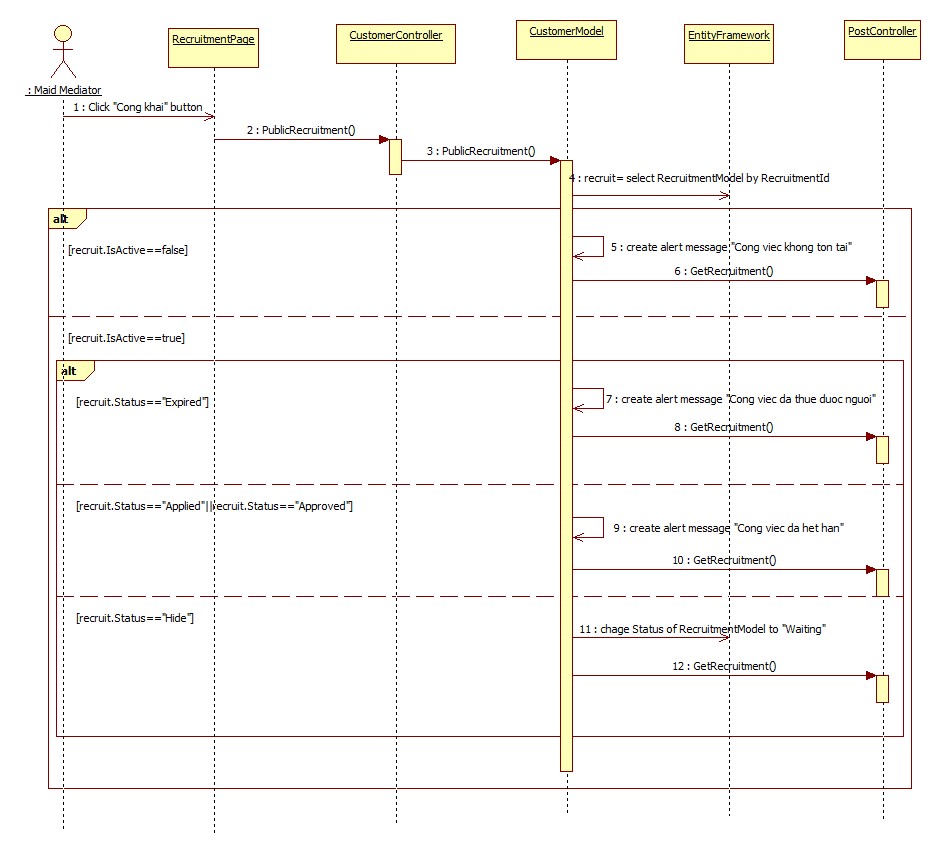 RecruitmentPage
CustomerController
CustomerModel
EntityFramework
PostController
: Maid Mediator
1 : Click "Cong khai" button
2 : PublicRecruitment()
3 : PublicRecruitment()
4 : recruit= select RecruitmentModel by RecruitmentId
alt
[recruit.IsActive==false]
5 : create alert message "Cong viec khong ton tai"
6 : GetRecruitment()
[recruit.IsActive==true]
alt
[recruit.Status=="Expired"]
7 : create alert message "Cong viec da thue duoc nguoi"
8 : GetRecruitment()
[recruit.Status=="Applied"||recruit.Status=="Approved"]
9 : create alert message "Cong viec da het han"
10 : GetRecruitment()
[recruit.Status=="Hide"]
11 : chage Status of RecruitmentModel to "Waiting"
12 : GetRecruitment()